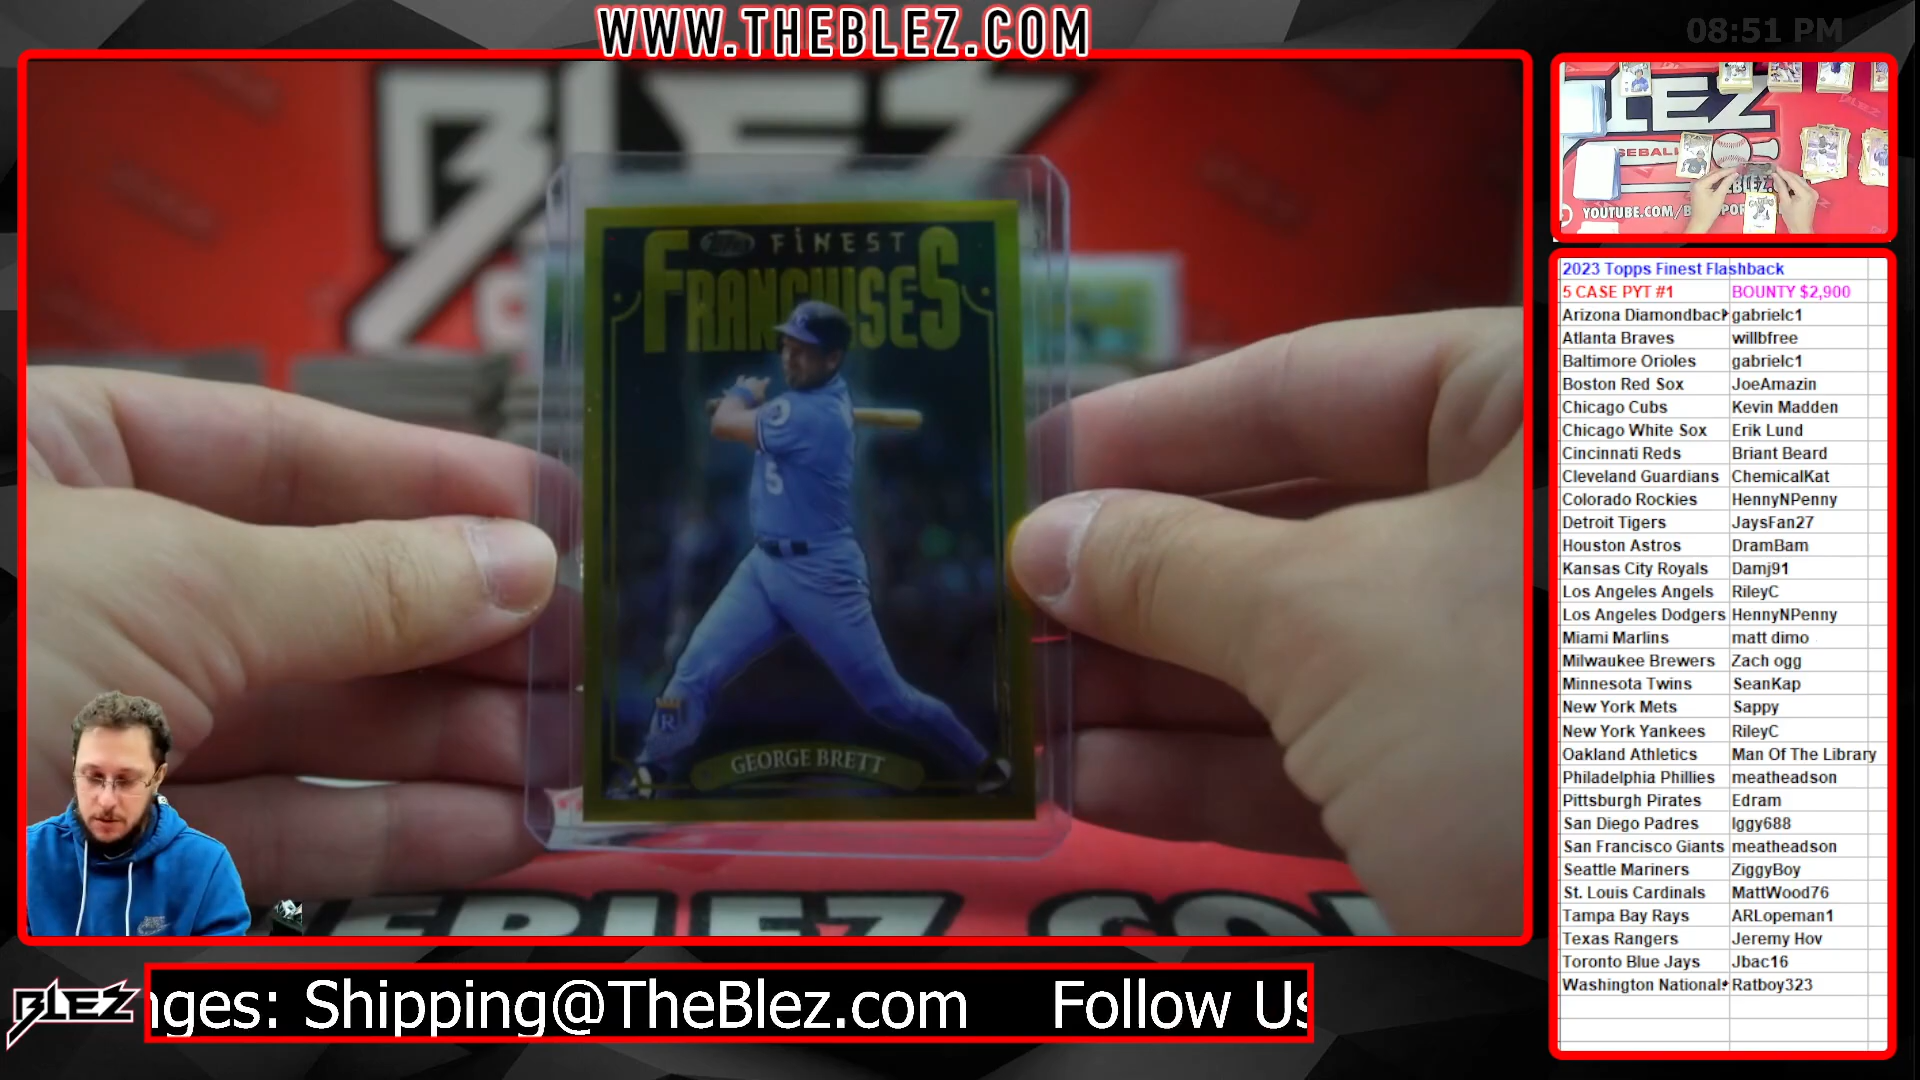 WWW.THEBLEZ.COM
08:51 PM
BLEZ
FINEST
FRANCHISES
5
R
GEORGE BRETT
LEZ
SEBALL
BLEZ.
YOUTUBE.COM/B
2023 Topps Finest Flashback
5 CASE PYT #1 BOUNTY $2,900
Arizona Diamondback gabrielc1
Atlanta Braves willbfree
Baltimore Orioles gabrielc1
Boston Red Sox JoeAmazin
Chicago Cubs Kevin Madden
Chicago White Sox Erik Lund
Cincinnati Reds Briant Beard
Cleveland Guardians ChemicalKat
Colorado Rockies HennyNPenny
Detroit Tigers JaysFan27
Houston Astros DramBam
Kansas City Royals Damj91
Los Angeles Angels RileyC
Los Angeles Dodgers HennyNPenny
Miami Marlins matt dimo
Milwaukee Brewers Zach ogg
Minnesota Twins SeanKap
New York Mets Sappy
New York Yankees RileyC
Oakland Athletics Man Of The Library
Philadelphia Phillies meatheadson
Pittsburgh Pirates Edram
San Diego Padres Iggy688
San Francisco Giants meatheadson
Seattle Mariners ZiggyBoy
St. Louis Cardinals MattWood76
Tampa Bay Rays ARLopeman1
Texas Rangers Jeremy Hov
Toronto Blue Jays Jbac16
Washington Nationals Ratboy323
BLEZ
nges: Shipping@TheBlez.com Follow Us